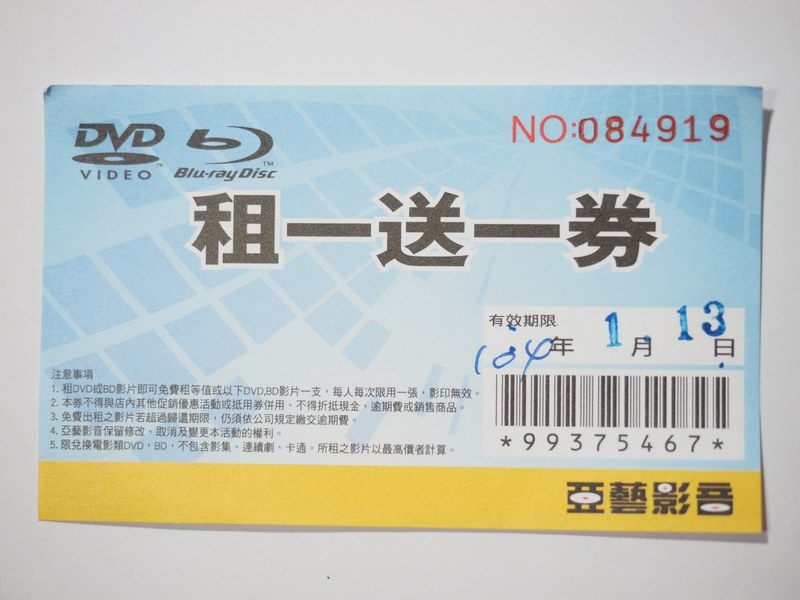 DVD
VIDEO™
Blu-ray Disc™
NO:084919
租一送一券
有效期限
104年 1月 13日
注意事項
1. 租DVD或BD影片即可免費租等值或以下DVD,BD影片一支，每人每次限用一張，影印無效。
2. 本券不得與店內其他促銷優惠活動或抵用券併用、不得折抵現金、逾期費或銷售商品。
3. 免費出租之影片若超過歸還期限，仍須依公司規定繳交逾期費。
4. 亞藝影音保留修改、取消及變更本活動的權利。
5. 限兌換電影類DVD，BD，不包含影集、連續劇、卡通。所租之影片以最高價者計算。
*99375467*
亞藝影音